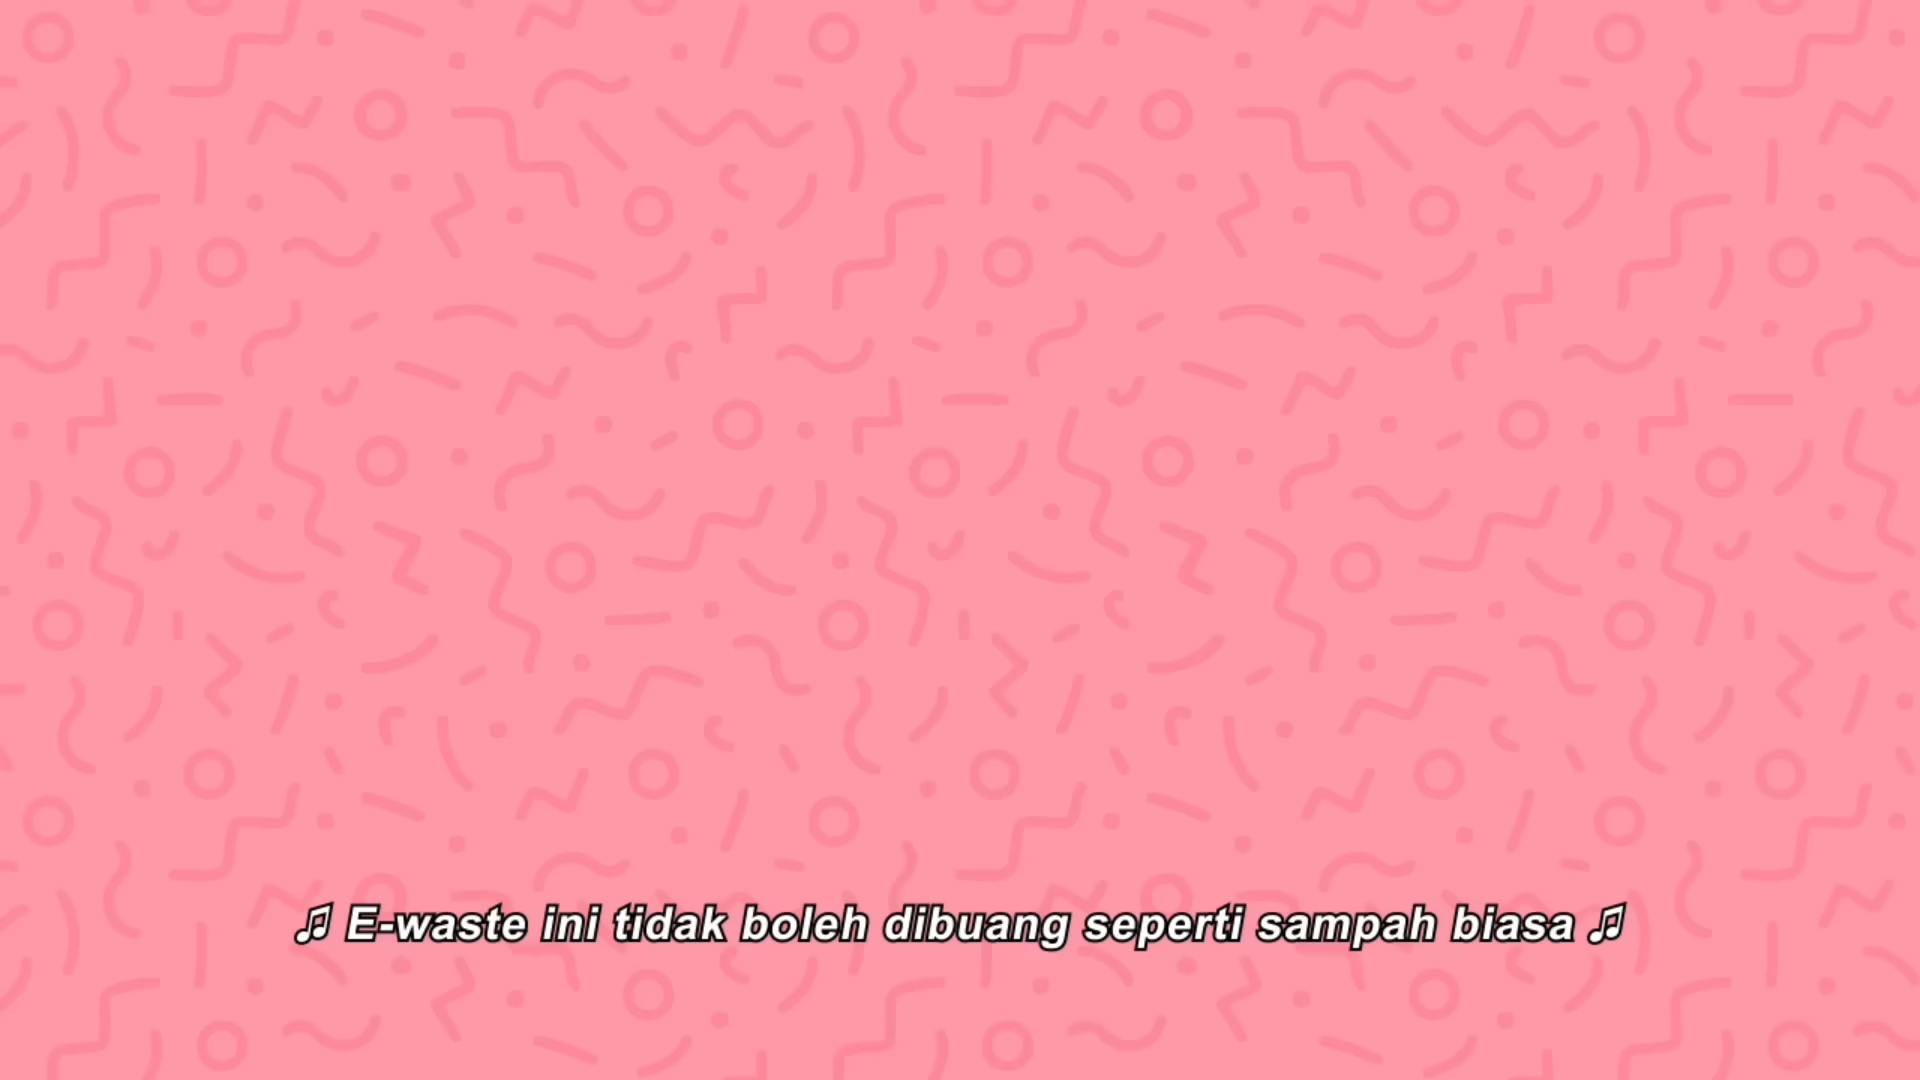 ♫ E-waste ini tidak boleh dibuang seperti sampah biasa ♫